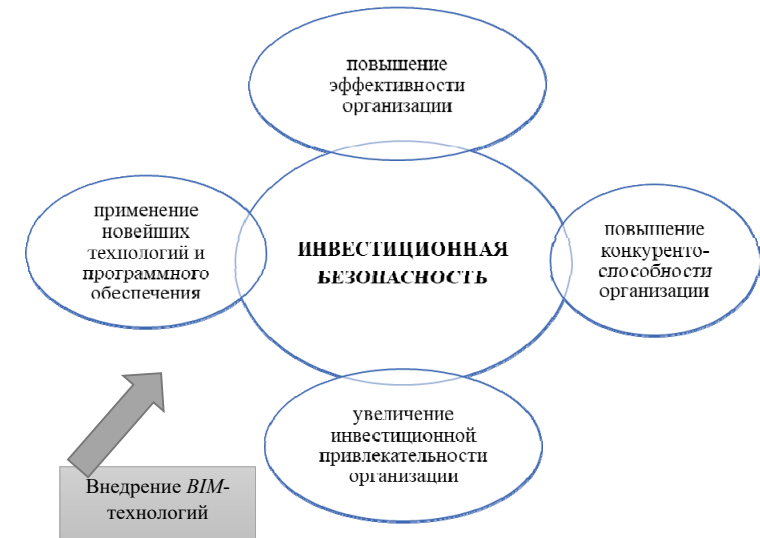 повышение
эффективности
организации
применение
новейших
технологий и
программного
обеспечения
ИНВЕСТИЦИОННАЯ
БЕЗОПАСНОСТЬ
повышение
конкуренто-
способности
организации
увеличение
инвестиционной
привлекательности
организации
Внедрение BIM-
технологий